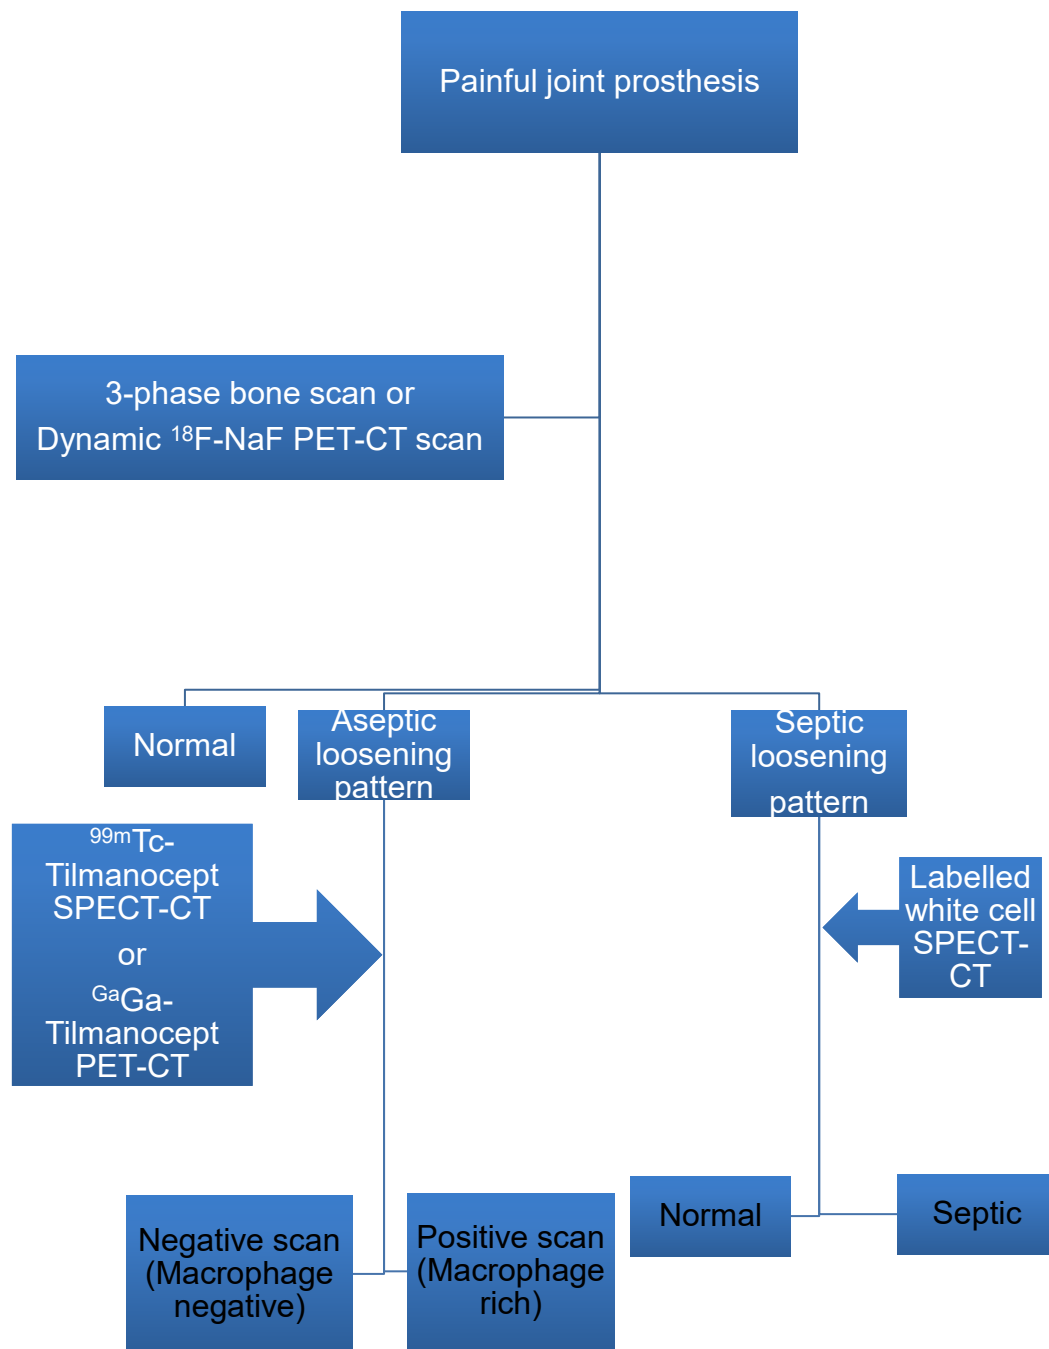 Painful joint prosthesis
3-phase bone scan or
Dynamic ¹⁸F-NaF PET-CT scan
Normal
Aseptic
loosening
pattern
Septic
loosening
pattern
⁹⁹ᵐTc-
Tilmanocept
SPECT-CT
or
ᴳᵃGa-
Tilmanocept
PET-CT
Labelled
white cell
SPECT-
CT
Negative scan
(Macrophage
negative)
Positive scan
(Macrophage
rich)
Normal
Septic